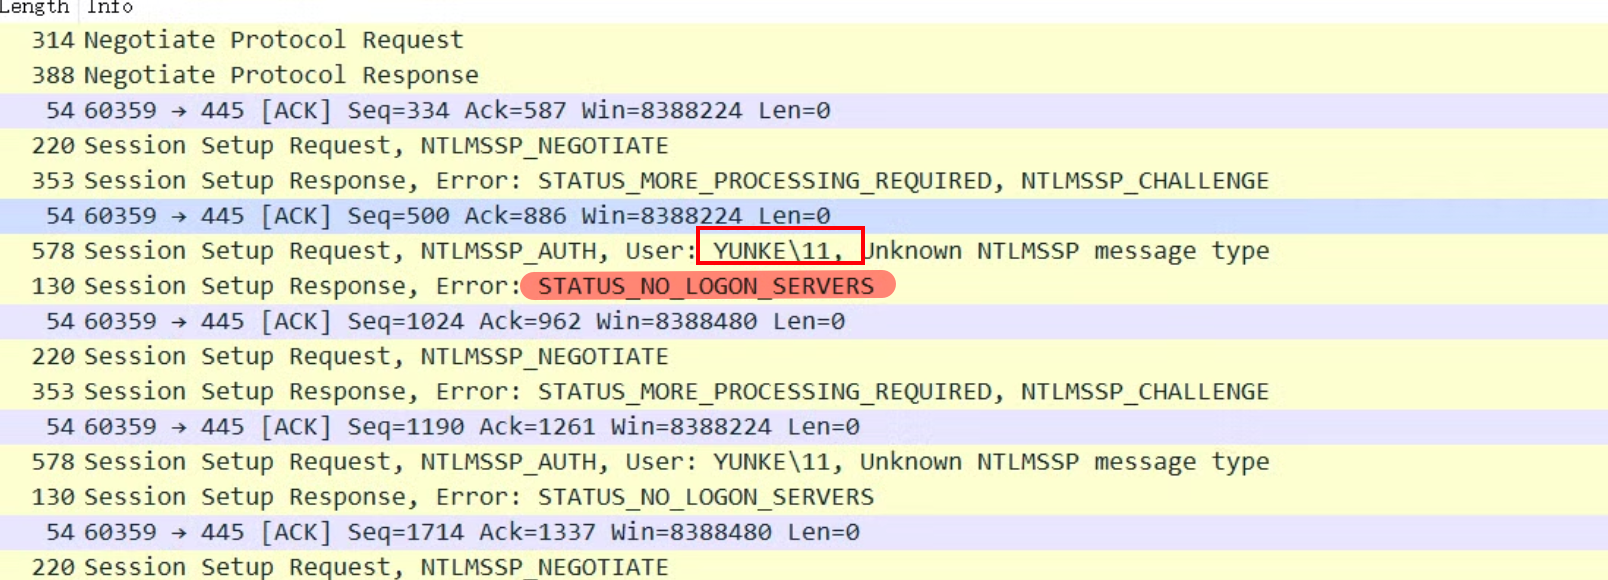 Length Info
314 Negotiate Protocol Request
388 Negotiate Protocol Response
54 60359 → 445 [ACK] Seq=334 Ack=587 Win=8388224 Len=0
220 Session Setup Request, NTLMSSP_NEGOTIATE
353 Session Setup Response, Error: STATUS_MORE_PROCESSING_REQUIRED, NTLMSSP_CHALLENGE
54 60359 → 445 [ACK] Seq=500 Ack=886 Win=8388224 Len=0
578 Session Setup Request, NTLMSSP_AUTH, User: YUNKE\11, Unknown NTLMSSP message type
130 Session Setup Response, Error: STATUS_NO_LOGON_SERVERS
54 60359 → 445 [ACK] Seq=1024 Ack=962 Win=8388480 Len=0
220 Session Setup Request, NTLMSSP_NEGOTIATE
353 Session Setup Response, Error: STATUS_MORE_PROCESSING_REQUIRED, NTLMSSP_CHALLENGE
54 60359 → 445 [ACK] Seq=1190 Ack=1261 Win=8388224 Len=0
578 Session Setup Request, NTLMSSP_AUTH, User: YUNKE\11, Unknown NTLMSSP message type
130 Session Setup Response, Error: STATUS_NO_LOGON_SERVERS
54 60359 → 445 [ACK] Seq=1714 Ack=1337 Win=8388480 Len=0
220 Session Setup Request, NTLMSSP_NEGOTIATE